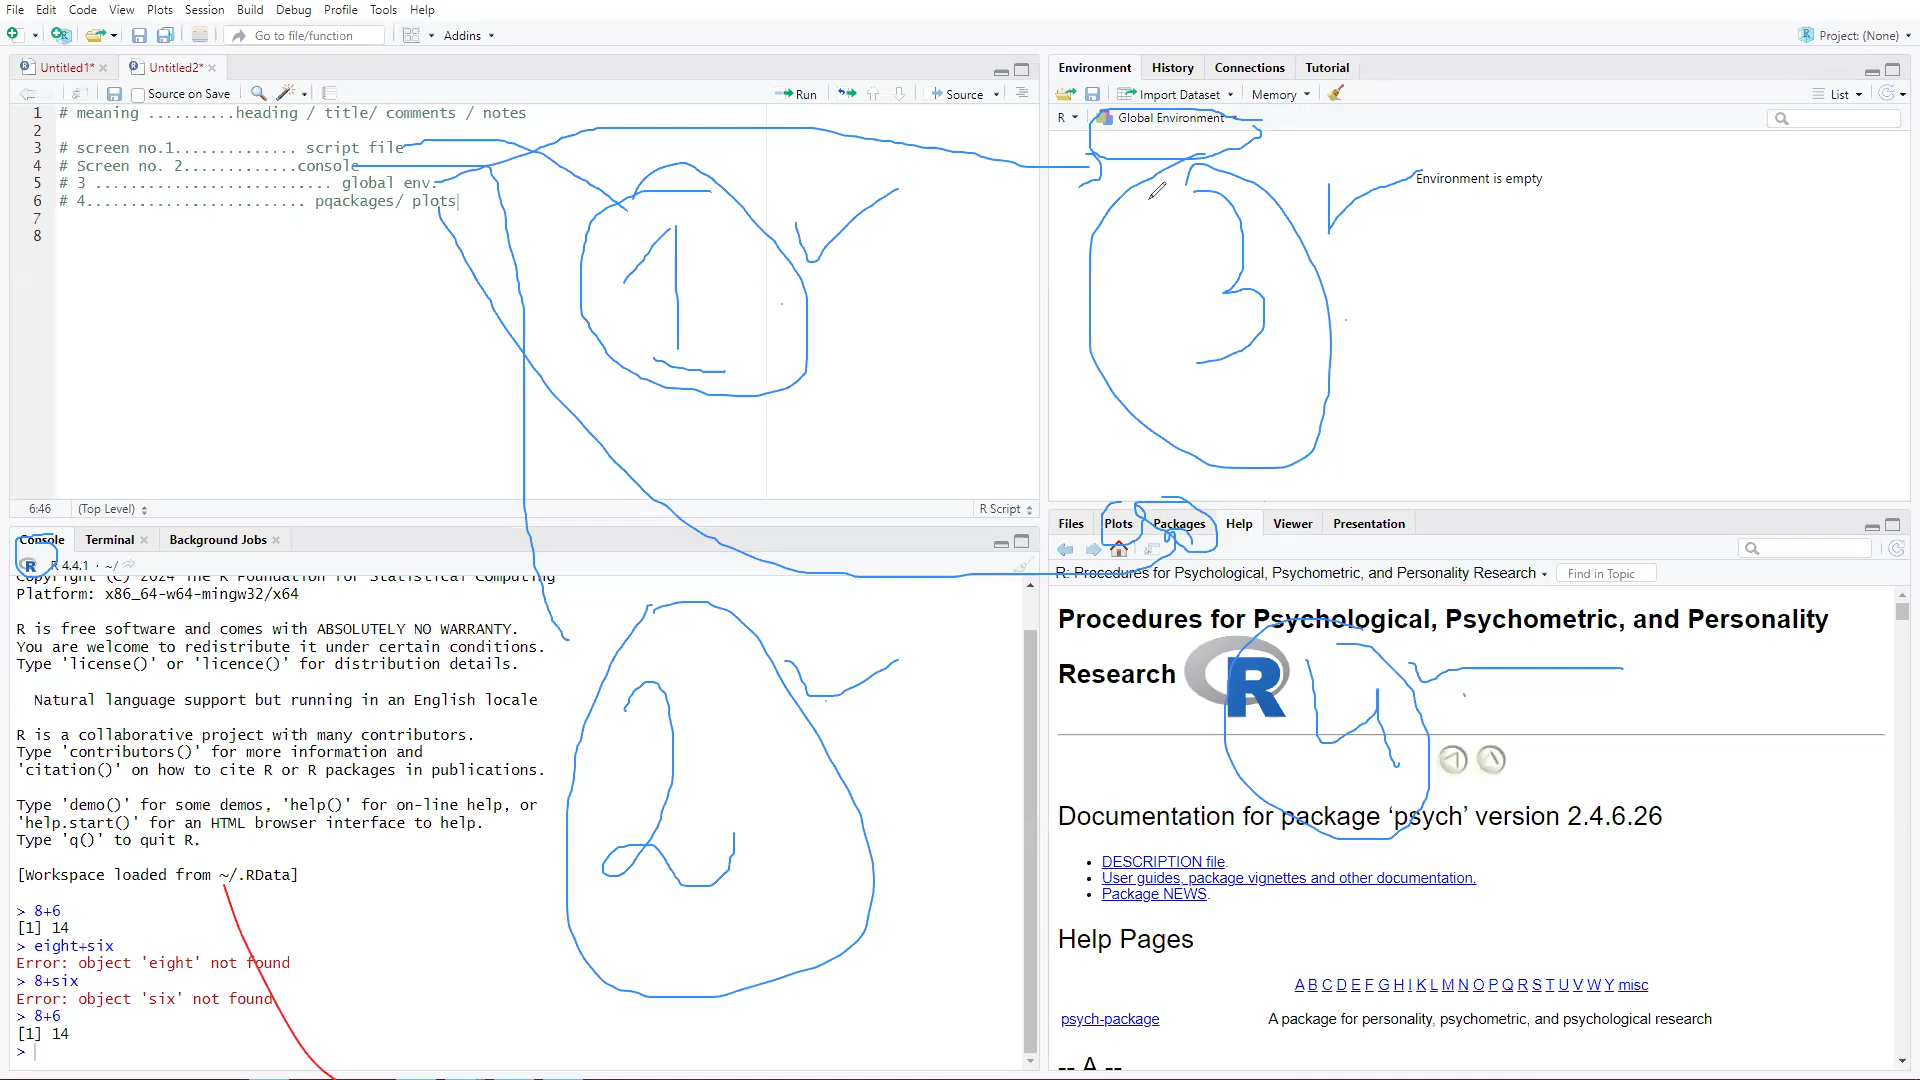 File Edit Code View Plots Session Build Debug Profile Tools Help
Go to file/function Addins Project: (None)
Untitled1* Untitled2*
Source on Save Run Source
1 # meaning ..........heading / title/ comments / notes
2
3 # screen no.1.............. script file
4 # Screen no. 2.............console
5 # 3 ........................... global env.
6 # 4......................... pqackages/ plots
7
8
1
6:46 (Top Level) R Script
Console Terminal Background Jobs
R 4.4.1 · ~/
Copyright (C) 2024 The R Foundation for Statistical Computing
Platform: x86_64-w64-mingw32/x64
R is free software and comes with ABSOLUTELY NO WARRANTY.
You are welcome to redistribute it under certain conditions.
Type 'license()' or 'licence()' for distribution details.
Natural language support but running in an English locale
R is a collaborative project with many contributors.
Type 'contributors()' for more information and
'citation()' on how to cite R or R packages in publications.
Type 'demo()' for some demos, 'help()' for on-line help, or
'help.start()' for an HTML browser interface to help.
Type 'q()' to quit R.
[Workspace loaded from ~/.RData]
> 8+6
[1] 14
> eight+six
Error: object 'eight' not found
> 8+six
Error: object 'six' not found
> 8+6
[1] 14
>
2
Environment History Connections Tutorial
Import Dataset Memory List
R Global Environment
Environment is empty
3
Files Plots Packages Help Viewer Presentation
R: Procedures for Psychological, Psychometric, and Personality Research Find in Topic
Procedures for Psychological, Psychometric, and Personality
Research R
4
Documentation for package ‘psych’ version 2.4.6.26
DESCRIPTION file.
User guides, package vignettes and other documentation.
Package NEWS.
Help Pages
A B C D E F G H I K L M N O P Q R S T U V W Y misc
psych-package A package for personality, psychometric, and psychological research
-- A --